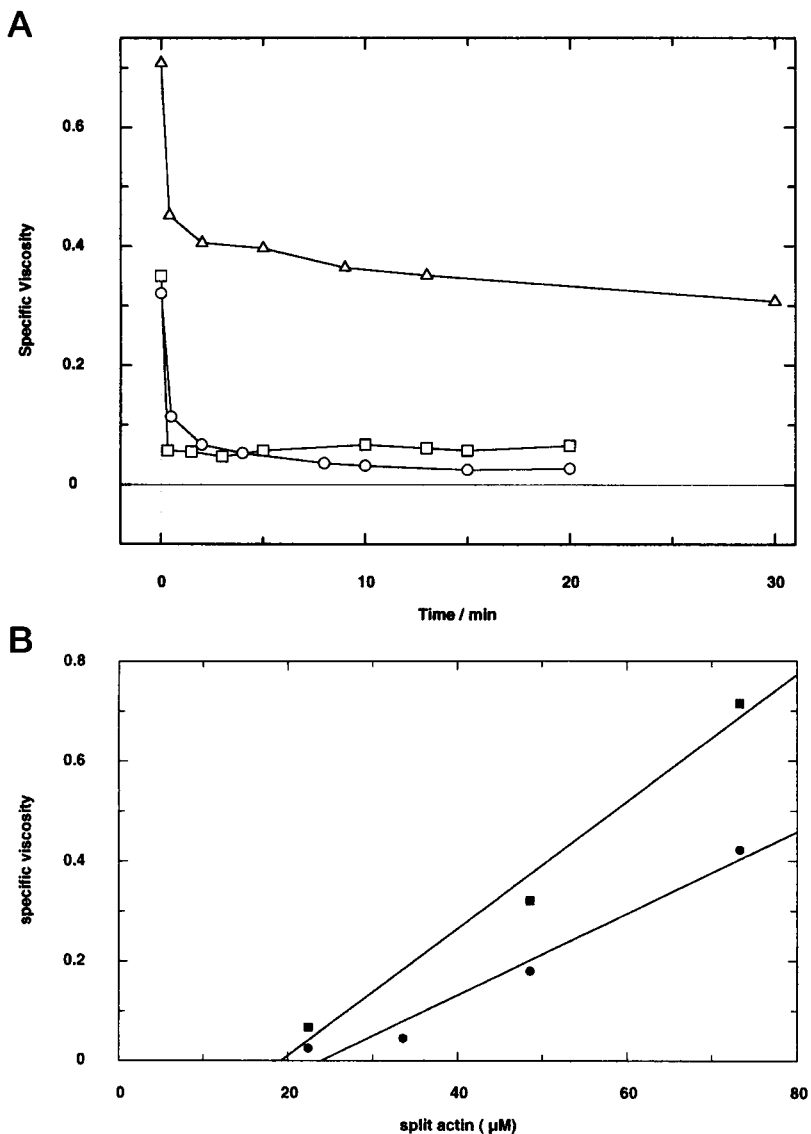 A
0.6
0.4
0.2
0
Specific Viscosity
0 10 20 30
Time / min
B
0.8
0.6
0.4
0.2
0
specific viscosity
0 20 40 60 80
split actin ( µM)